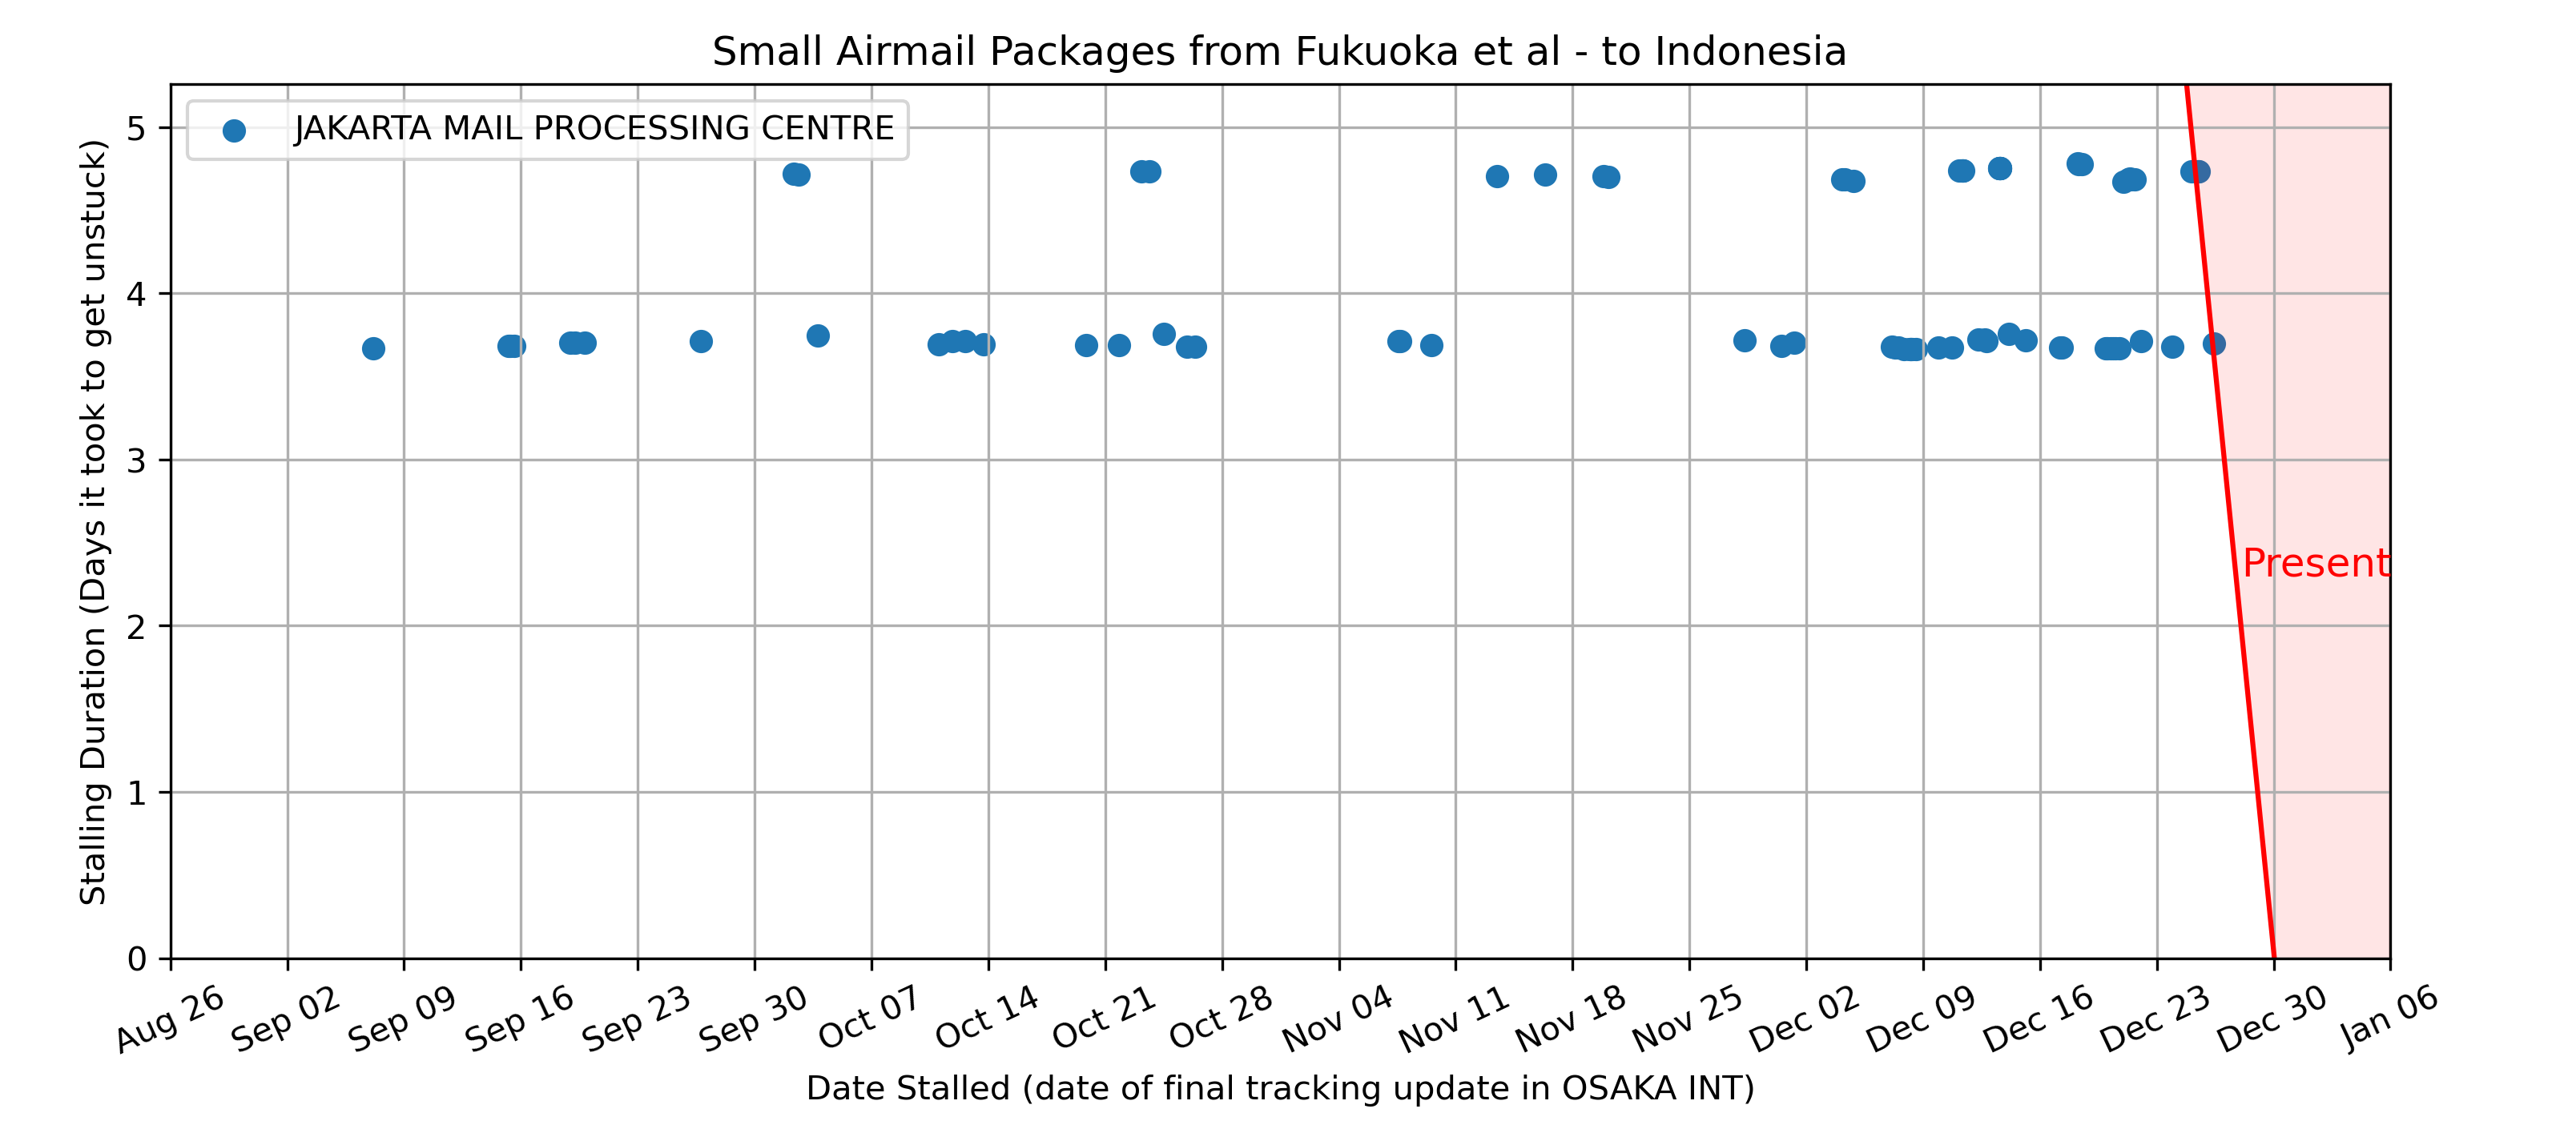 Small Airmail Packages from Fukuoka et al - to Indonesia
JAKARTA MAIL PROCESSING CENTRE
Stalling Duration (Days it took to get unstuck)
5
4
3
2
1
0
Present
Aug 26
Sep 02
Sep 09
Sep 16
Sep 23
Sep 30
Oct 07
Oct 14
Oct 21
Oct 28
Nov 04
Nov 11
Nov 18
Nov 25
Dec 02
Dec 09
Dec 16
Dec 23
Dec 30
Jan 06
Date Stalled (date of final tracking update in OSAKA INT)